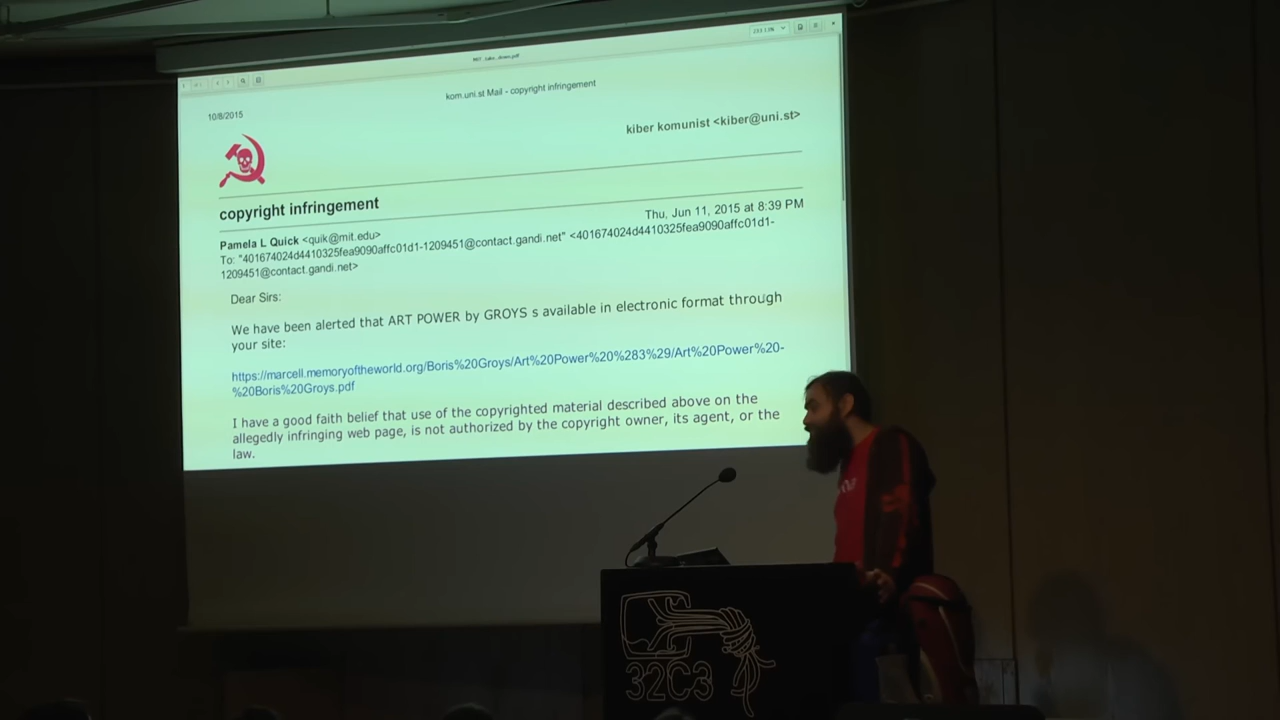 233.10%
10/8/2015
kom.uni.st Mail - copyright infringement
kiber komunist <kiber@uni.st>
copyright infringement
Thu, Jun 11, 2015 at 8:39 PM
Pamela L Quick <quik@mit.edu>
To: "401674024d4410325fea9090affc01d1-1209451@contact.gandi.net" <401674024d4410325fea9090affc01d1-
1209451@contact.gandi.net>
Dear Sirs:
We have been alerted that ART POWER by GROYS s available in electronic format through
your site:
https://marcell.memoryoftheworld.org/Boris%20Groys/Art%20Power%20%283%29/Art%20Power%20-
%20Boris%20Groys.pdf
I have a good faith belief that use of the copyrighted material described above on the
allegedly infringing web page, is not authorized by the copyright owner, its agent, or the
law.
32C3